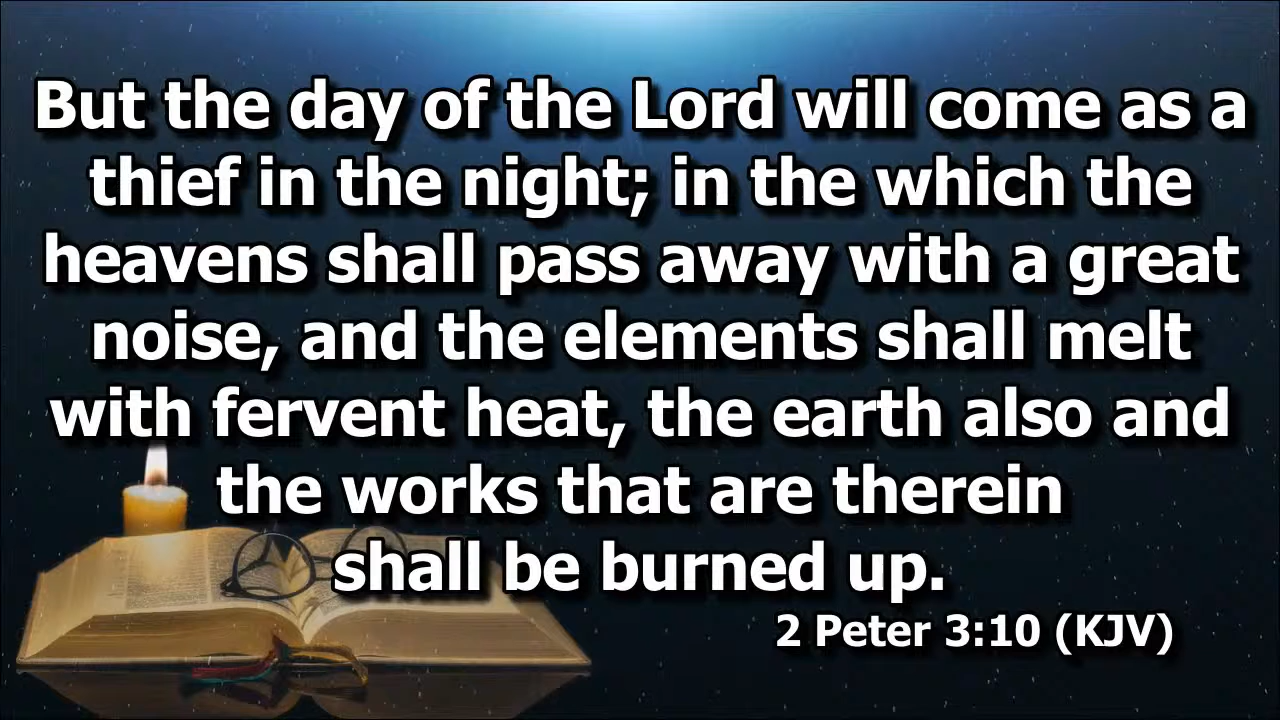 But the day of the Lord will come as a
thief in the night; in the which the
heavens shall pass away with a great
noise, and the elements shall melt
with fervent heat, the earth also and
the works that are therein
shall be burned up.
2 Peter 3:10 (KJV)